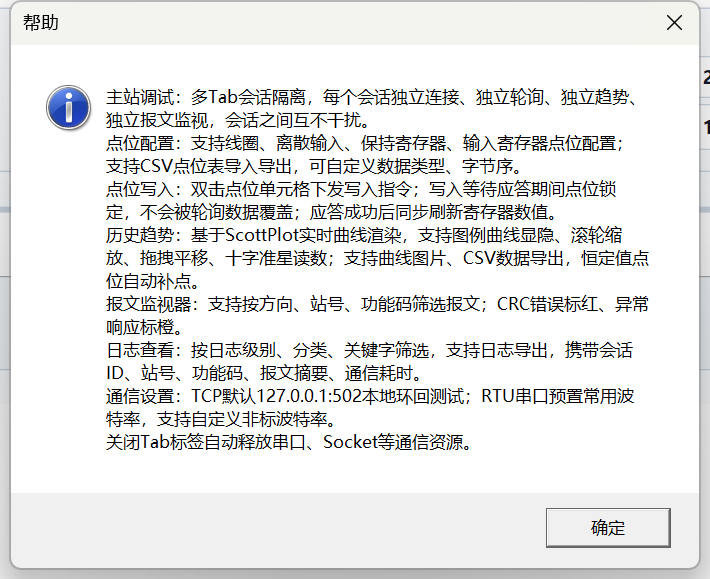 帮助
2
主站调试：多Tab会话隔离，每个会话独立连接、独立轮询、独立趋势、
1
独立报文监视，会话之间互不干扰。
点位配置：支持线圈、离散输入、保持寄存器、输入寄存器点位配置；
支持CSV点位表导入导出，可自定义数据类型、字节序。
点位写入：双击点位单元格下发写入指令；写入等待应答期间点位锁
定，不会被轮询数据覆盖；应答成功后同步刷新寄存器数值。
历史趋势：基于ScottPlot实时曲线渲染，支持图例曲线显隐、滚轮缩
放、拖拽平移、十字准星读数；支持曲线图片、CSV数据导出，恒定值点
位自动补点。
报文监视器：支持按方向、站号、功能码筛选报文；CRC错误标红、异常
响应标橙。
日志查看：按日志级别、分类、关键字筛选，支持日志导出，携带会话
ID、站号、功能码、报文摘要、通信耗时。
通信设置：TCP默认127.0.0.1:502本地环回测试；RTU串口预置常用波
特率，支持自定义非标波特率。
关闭Tab标签自动释放串口、Socket等通信资源。
确定